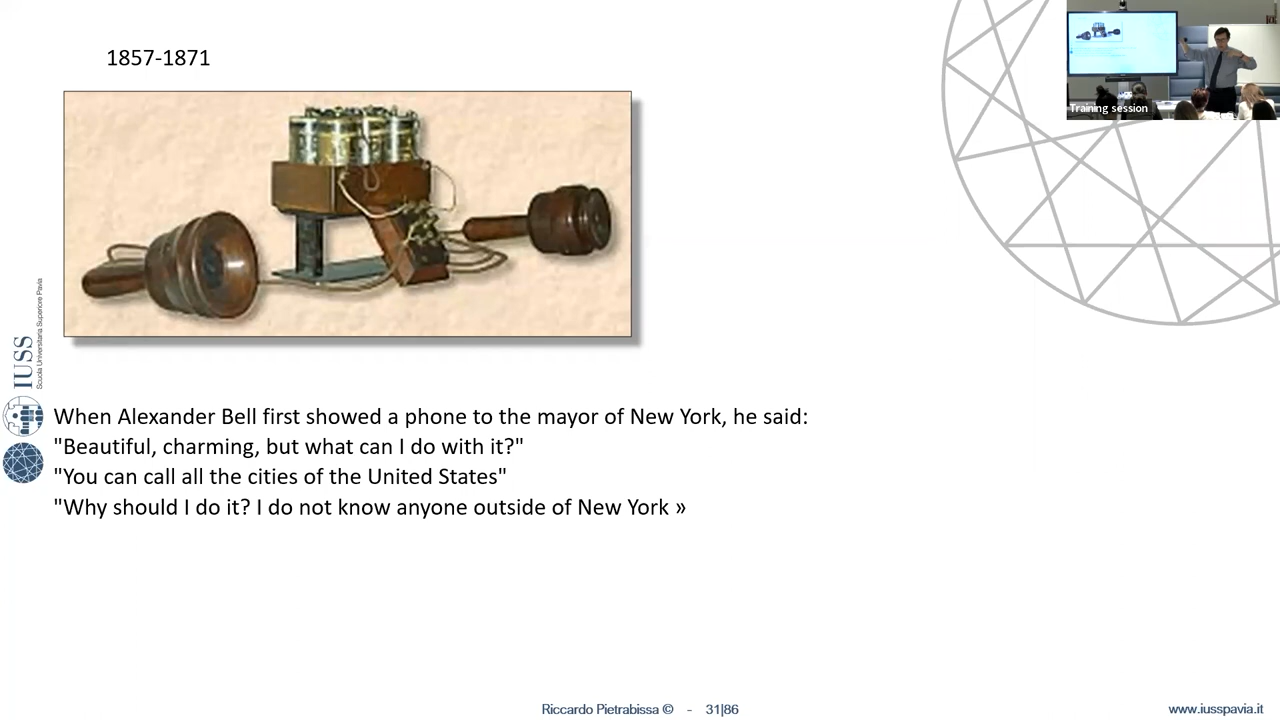 1857-1871
Training session
IUSS
Scuola Universitaria Superiore Pavia
When Alexander Bell first showed a phone to the mayor of New York, he said:
"Beautiful, charming, but what can I do with it?"
"You can call all the cities of the United States"
"Why should I do it? I do not know anyone outside of New York »
Riccardo Pietrabissa © - 31|86
www.iusspavia.it